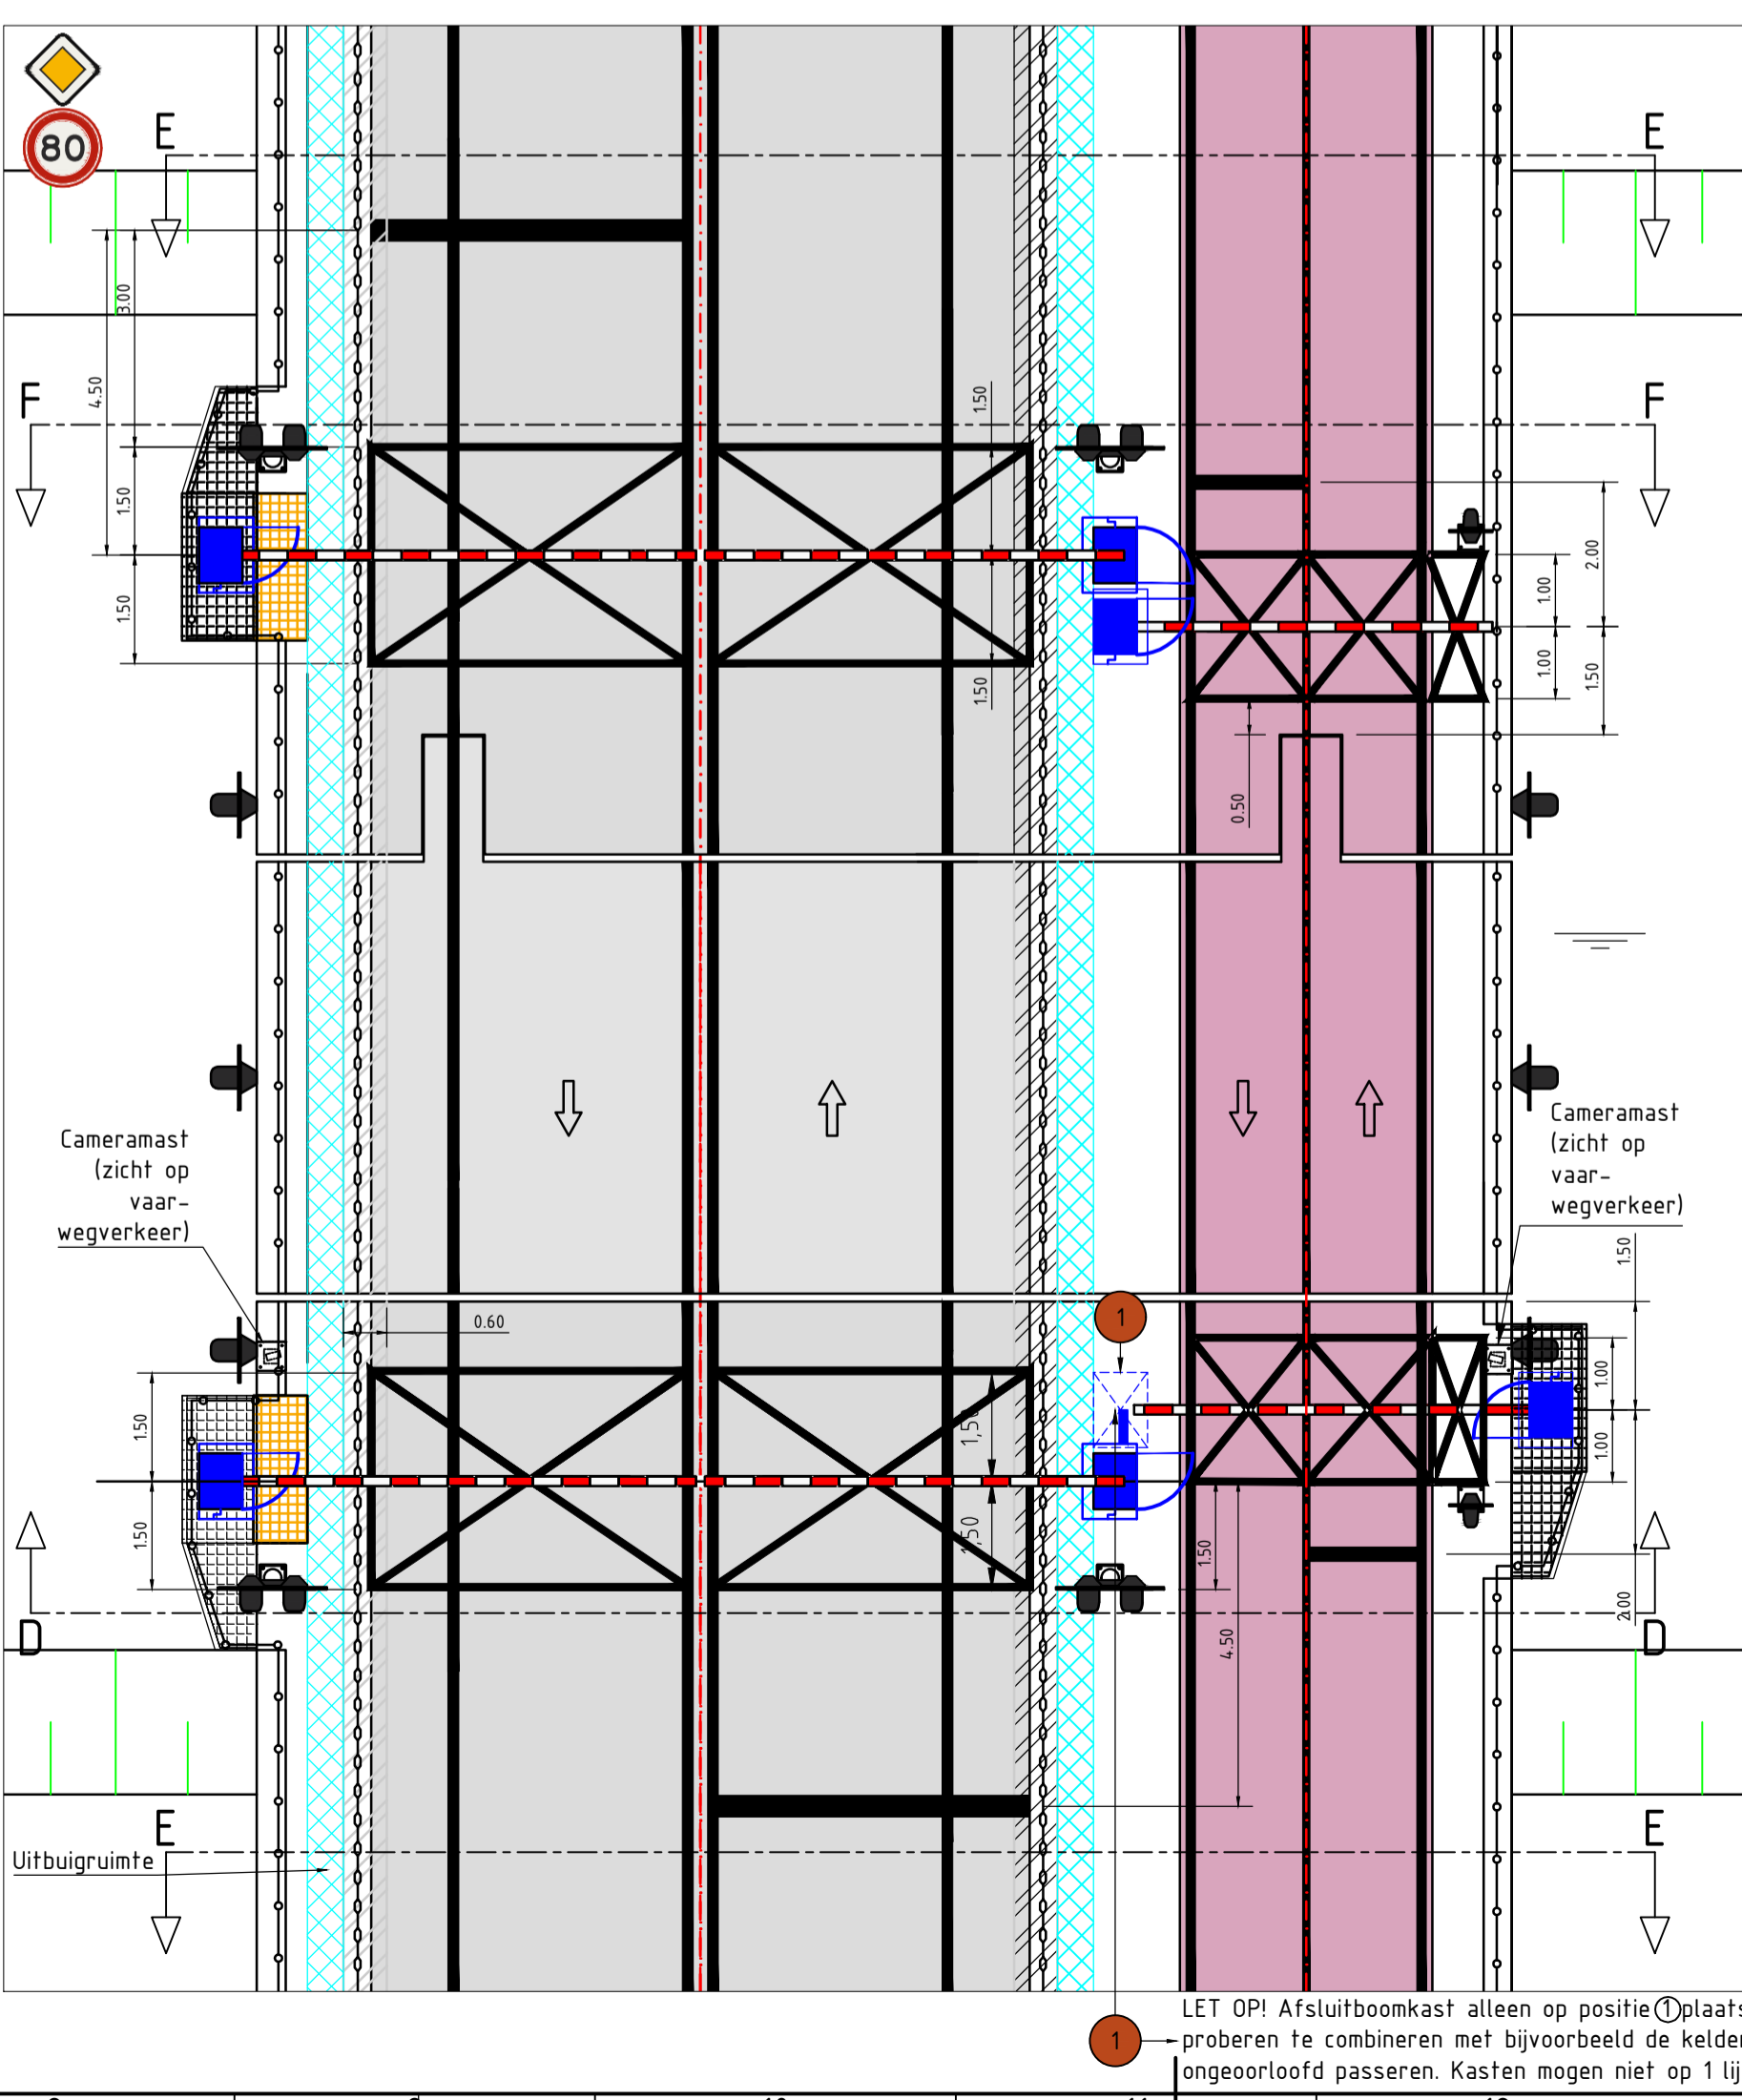 80
E
E
3.00
4.50
1.50
F
F
1.50
2.00
1.00
1.50
1.00
1.50
1.50
0.50
Cameramast
(zicht op
vaar-
wegverkeer)
Cameramast
(zicht op
vaar-
wegverkeer)
1.50
0.60
1
1.00
1.50
1,50
1.00
1.50
1,50
1.50
2.00
D
D
4.50
E
E
Uitbuigruimte
LET OP! Afsluitboomkast alleen op positie 1 plaats
1
proberen te combineren met bijvoorbeeld de kelder
ongeoorloofd passeren. Kasten mogen niet op 1 lij